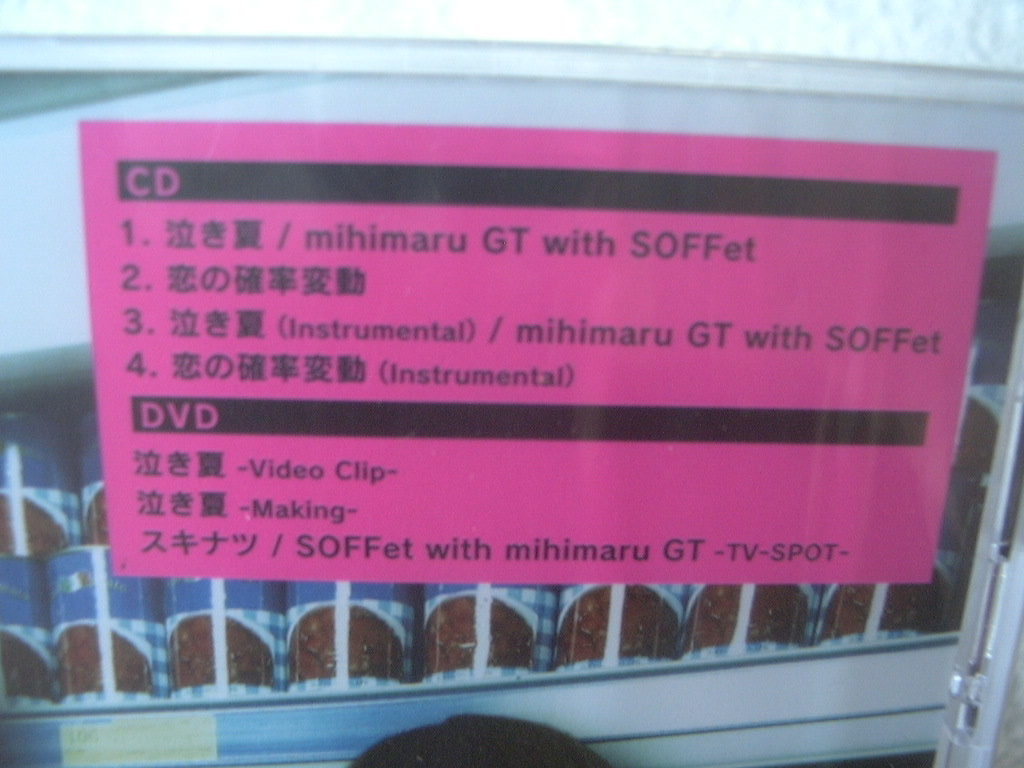 CD
1. 泣き夏 / mihimaru GT with SOFFet
2. 恋の確率変動
3. 泣き夏 (Instrumental) / mihimaru GT with SOFFet
4. 恋の確率変動 (Instrumental)
DVD
泣き夏 -Video Clip-
泣き夏 -Making-
スキナツ / SOFFet with mihimaru GT -TV-SPOT-